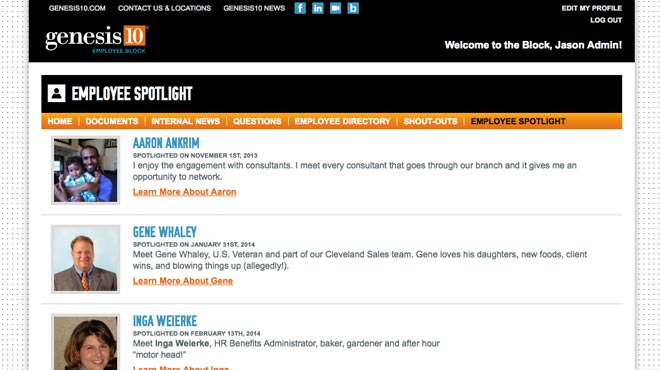 GENESIS10.COM
CONTACT US & LOCATIONS
GENESIS10 NEWS
f
in
b
EDIT MY PROFILE
LOG OUT
genesis10
EMPLOYEE BLOCK
Welcome to the Block, Jason Admin!
EMPLOYEE SPOTLIGHT
HOME
DOCUMENTS
INTERNAL NEWS
QUESTIONS
EMPLOYEE DIRECTORY
SHOUT-OUTS
EMPLOYEE SPOTLIGHT
AARON ANKRIM
SPOTLIGHTED ON NOVEMBER 1ST, 2013
I enjoy the engagement with consultants. I meet every consultant that goes through our branch and it gives me an
opportunity to network.
Learn More About Aaron
GENE WHALEY
SPOTLIGHTED ON JANUARY 31ST, 2014
Meet Gene Whaley, U.S. Veteran and part of our Cleveland Sales team. Gene loves his daughters, new foods, client
wins, and blowing things up (allegedly!).
Learn More About Gene
INGA WEIERKE
SPOTLIGHTED ON FEBRUARY 13TH, 2014
Meet Inga Weierke, HR Benefits Administrator, baker, gardener and after hour
“motor head!”
Learn More About Inga